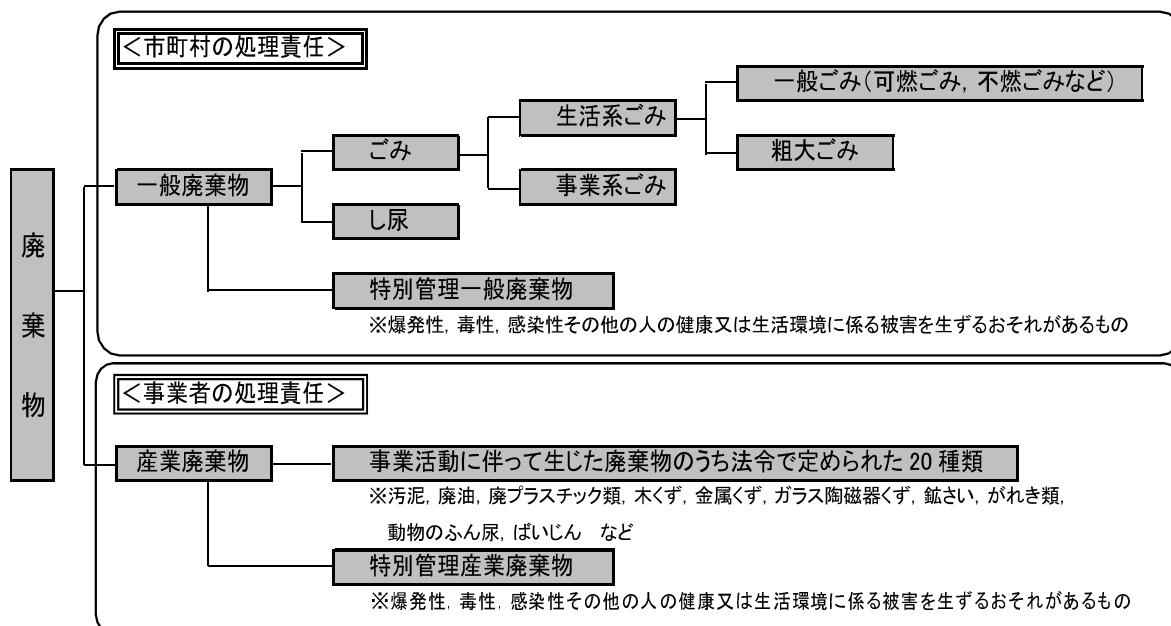 ＜市町村の処理責任＞
一般ごみ（可燃ごみ，不燃ごみなど）
生活系ごみ
ごみ
粗大ごみ
一般廃棄物
事業系ごみ
し尿
廃棄物
特別管理一般廃棄物
※爆発性，毒性，感染性その他の人の健康又は生活環境に係る被害を生ずるおそれがあるもの
＜事業者の処理責任＞
産業廃棄物
事業活動に伴って生じた廃棄物のうち法令で定められた 20 種類
※汚泥，廃油，廃プラスチック類，木くず，金属くず，ガラス陶磁器くず，鉱さい，がれき類，
動物のふん尿，ばいじん　など
特別管理産業廃棄物
※爆発性，毒性，感染性その他の人の健康又は生活環境に係る被害を生ずるおそれがあるもの